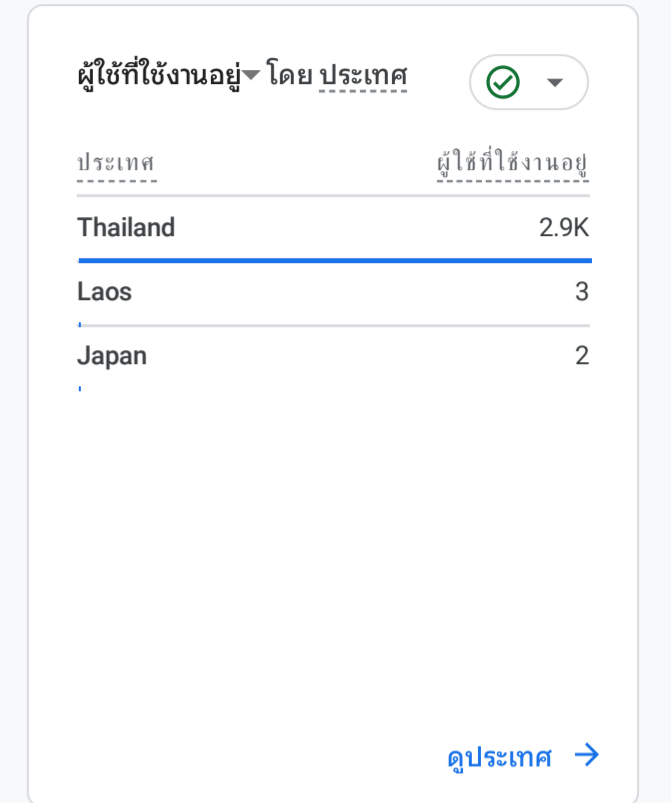 ผู้ใช้ที่ใช้งานอยู่ โดย ประเทศ
ประเทศ ผู้ใช้ที่ใช้งานอยู่
Thailand 2.9K
Laos 3
Japan 2
ดูประเทศ